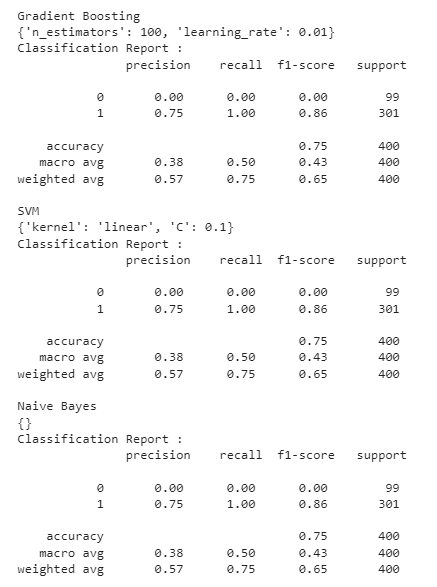 Gradient Boosting
{'n_estimators': 100, 'learning_rate': 0.01}
Classification Report :
precision recall f1-score support
0 0.00 0.00 0.00 99
1 0.75 1.00 0.86 301
accuracy 0.75 400
macro avg 0.38 0.50 0.43 400
weighted avg 0.57 0.75 0.65 400
SVM
{'kernel': 'linear', 'C': 0.1}
Classification Report :
precision recall f1-score support
0 0.00 0.00 0.00 99
1 0.75 1.00 0.86 301
accuracy 0.75 400
macro avg 0.38 0.50 0.43 400
weighted avg 0.57 0.75 0.65 400
Naive Bayes
{}
Classification Report :
precision recall f1-score support
0 0.00 0.00 0.00 99
1 0.75 1.00 0.86 301
accuracy 0.75 400
macro avg 0.38 0.50 0.43 400
weighted avg 0.57 0.75 0.65 400